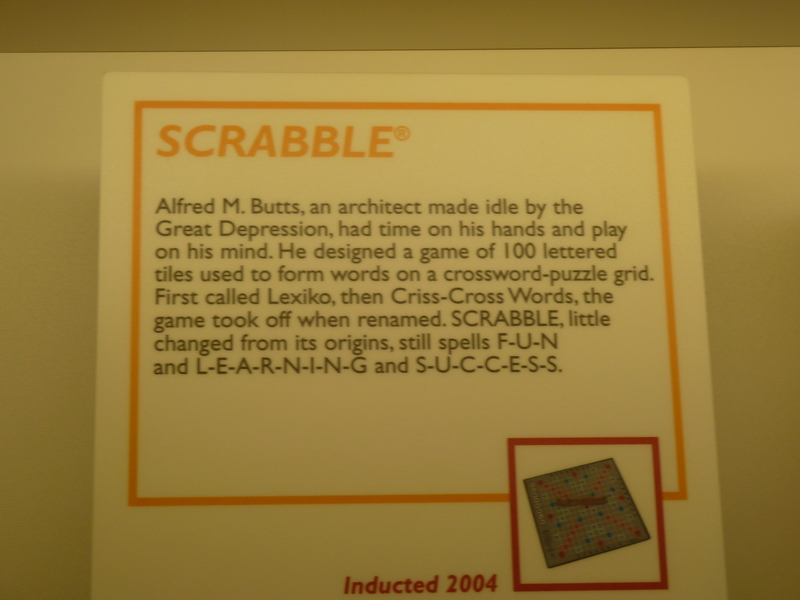 SCRABBLE®
Alfred M. Butts, an architect made idle by the
Great Depression, had time on his hands and play
on his mind. He designed a game of 100 lettered
tiles used to form words on a crossword-puzzle grid.
First called Lexiko, then Criss-Cross Words, the
game took off when renamed. SCRABBLE, little
changed from its origins, still spells F-U-N
and L-E-A-R-N-I-N-G and S-U-C-C-E-S-S.
Inducted 2004